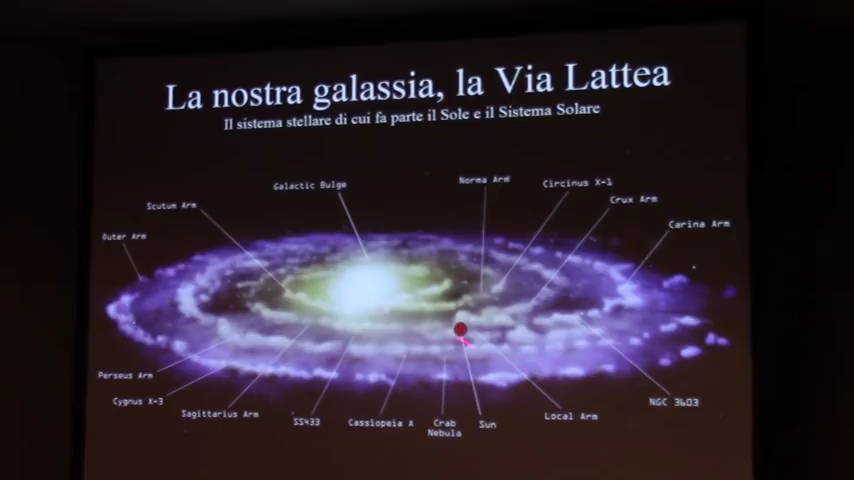 La nostra galassia, la Via Lattea
Il sistema stellare di cui fa parte il Sole e il Sistema Solare
Galactic Bulge
Norma Arm
Circinus X-1
Scutum Arm
Crux Arm
Outer Arm
Carina Arm
Perseus Arm
Cygnus X-3
Sagittarius Arm
SS433
Cassiopeia A
Crab
Nebula
Sun
Local Arm
NGC 3603